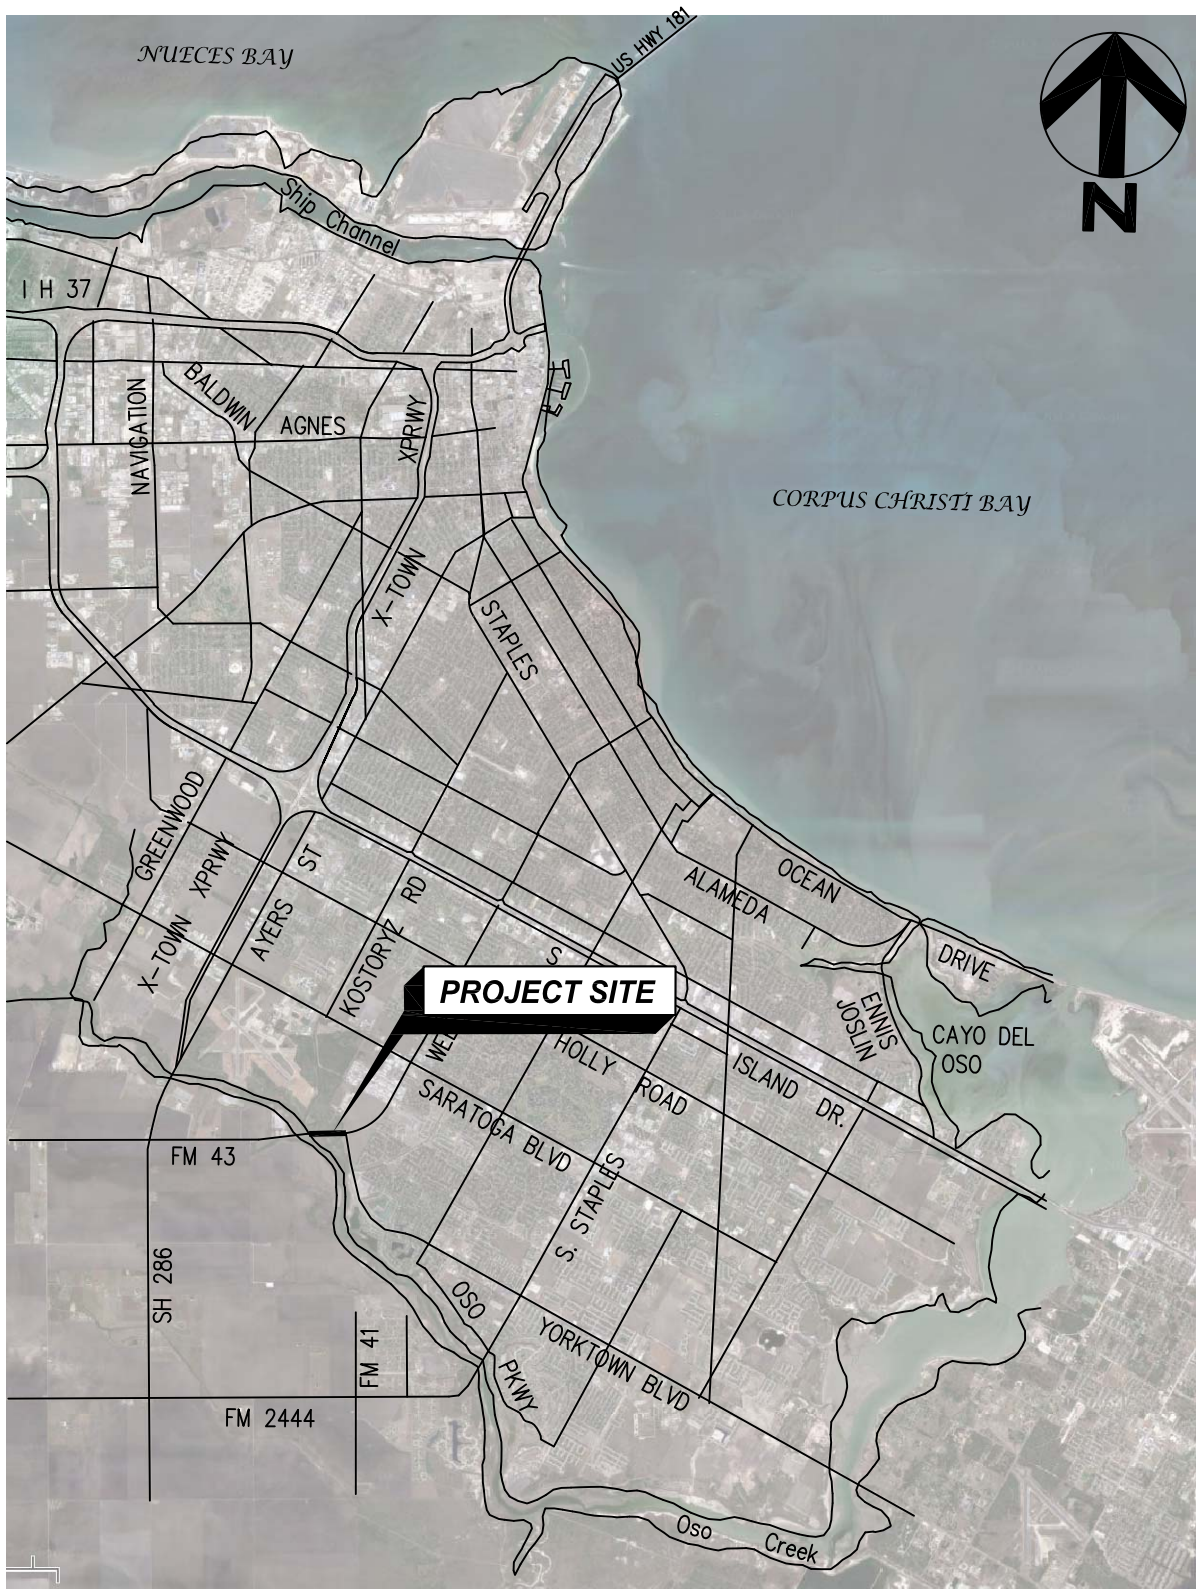 US HWY 181
NUECES BAY
N
Ship Channel
I H 37
BALDWIN
NAVIGATION
AGNES
XPRWY
CORPUS CHRISTI BAY
X-TOWN
STAPLES
GREENWOOD
XPRWY
ST
OCEAN
RD
ALAMEDA
AYERS
X-TOWN
KOSTORYZ
S
DRIVE
PROJECT SITE
ENNIS
JOSLIN
CAYO DEL
OSO
HOLLY
ROAD
ISLAND DR.
SARATOGA BLVD
FM 43
S. STAPLES
SH 286
OSO
FM 41
YORKTOWN BLVD
PKWY
FM 2444
Oso
Creek